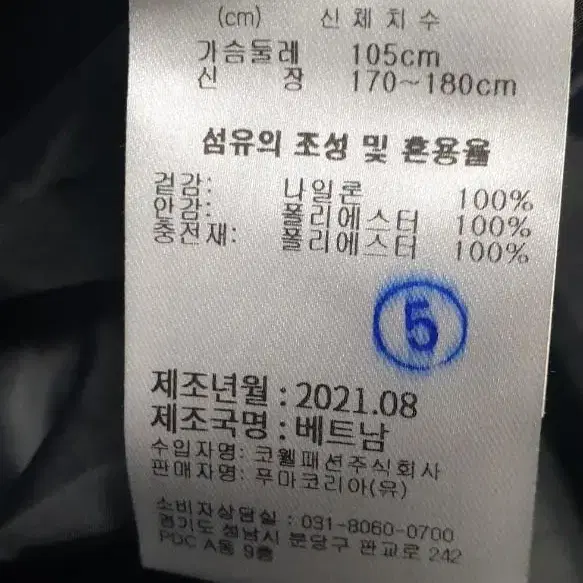 (cm) 신체치수
가슴둘레 105cm
신 장 170~180cm
섬유의 조성 및 혼용율
겉감: 나일론 100%
안감: 폴리에스터 100%
충전재: 폴리에스터 100%
5
제조년월 : 2021.08
제조국명 : 베트남
수입자명: 코웰패션주식회사
판매자명: 푸마코리아(유)
소비자상담실 : 031-8060-0700
경기도 성남시 분당구 판교로 242
PDC A동 9층